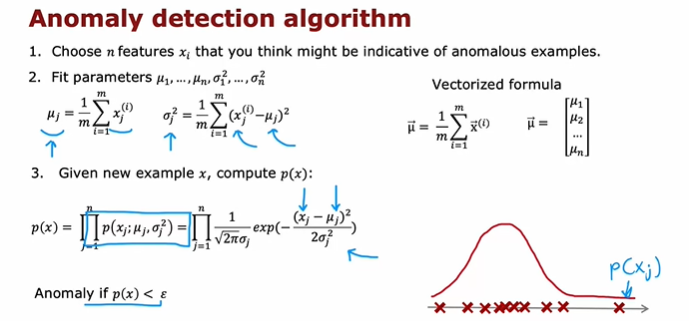 Anomaly detection algorithm
1. Choose n features xᵢ that you think might be indicative of anomalous examples.
2. Fit parameters μ₁, ..., μₙ, σ₁², ..., σₙ²
Vectorized formula
μⱼ = 1/m ∑ᵢ₌₁ᵐ xⱼ⁽ⁱ⁾   σⱼ² = 1/m ∑ᵢ₌₁ᵐ (xⱼ⁽ⁱ⁾ − μⱼ)²
μ⃗ = 1/m ∑ᵢ₌₁ᵐ x⃗⁽ⁱ⁾   μ⃗ = [μ₁ μ₂ ... μₙ]
3. Given new example x, compute p(x):
p(x) = ∏ⱼ₌₁ⁿ p(xⱼ; μⱼ, σⱼ²) = ∏ⱼ₌₁ⁿ 1/(√2π σⱼ) exp(−(xⱼ − μⱼ)²/2σⱼ²)
p(xⱼ)
Anomaly if p(x) < ε